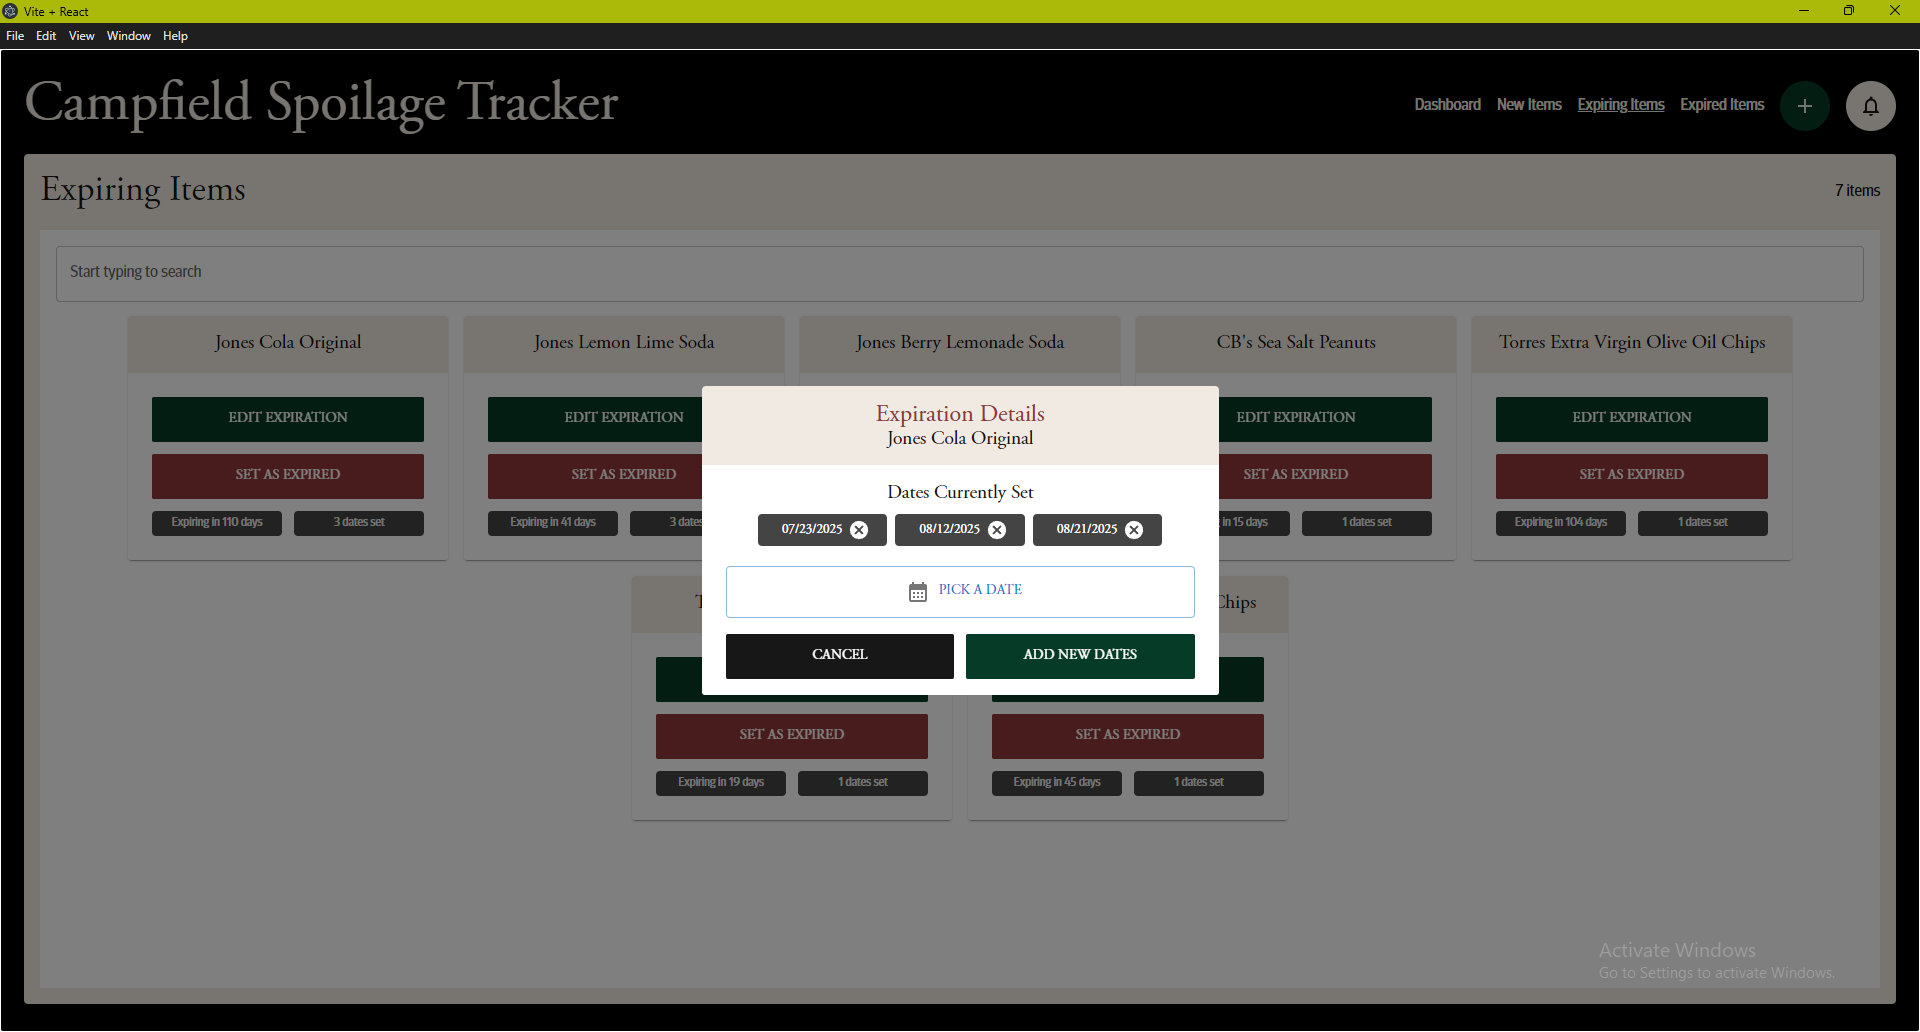 Vite + React
File Edit View Window Help
Campfield Spoilage Tracker
Dashboard New Items Expiring Items Expired Items
Expiring Items
7 items
Start typing to search
Jones Cola Original
EDIT EXPIRATION
SET AS EXPIRED
Expiring in 110 days 3 dates set
Jones Lemon Lime Soda
EDIT EXPIRATION
SET AS EXPIRED
Expiring in 41 days 3 dates
Jones Berry Lemonade Soda
CB's Sea Salt Peanuts
EDIT EXPIRATION
SET AS EXPIRED
in 15 days 1 dates set
Torres Extra Virgin Olive Oil Chips
EDIT EXPIRATION
SET AS EXPIRED
Expiring in 104 days 1 dates set
Expiration Details
Jones Cola Original
Dates Currently Set
07/23/2025 08/12/2025 08/21/2025
PICK A DATE
CANCEL ADD NEW DATES
SET AS EXPIRED
Expiring in 19 days 1 dates set
Chips
SET AS EXPIRED
Expiring in 45 days 1 dates set
Activate Windows
Go to Settings to activate Windows.